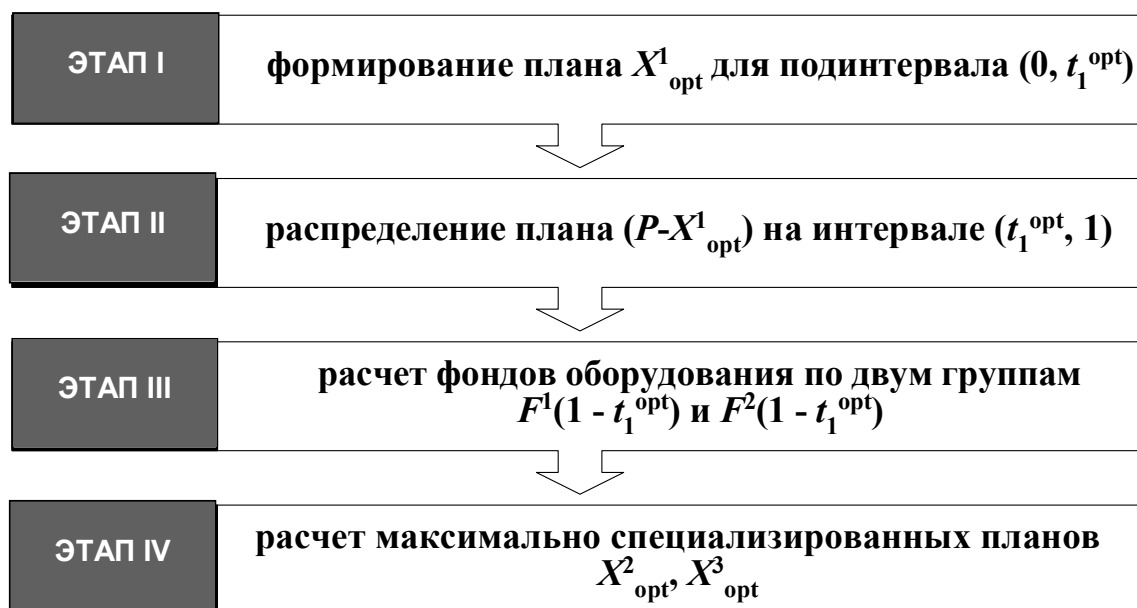 ЭТАП I
формирование плана X¹opt для подинтервала (0, t₁opt)
ЭТАП II
распределение плана (P-X¹opt) на интервале (t₁opt, 1)
ЭТАП III
расчет фондов оборудования по двум группам
F¹(1 - t₁opt) и F²(1 - t₁opt)
ЭТАП IV
расчет максимально специализированных планов
X²opt, X³opt